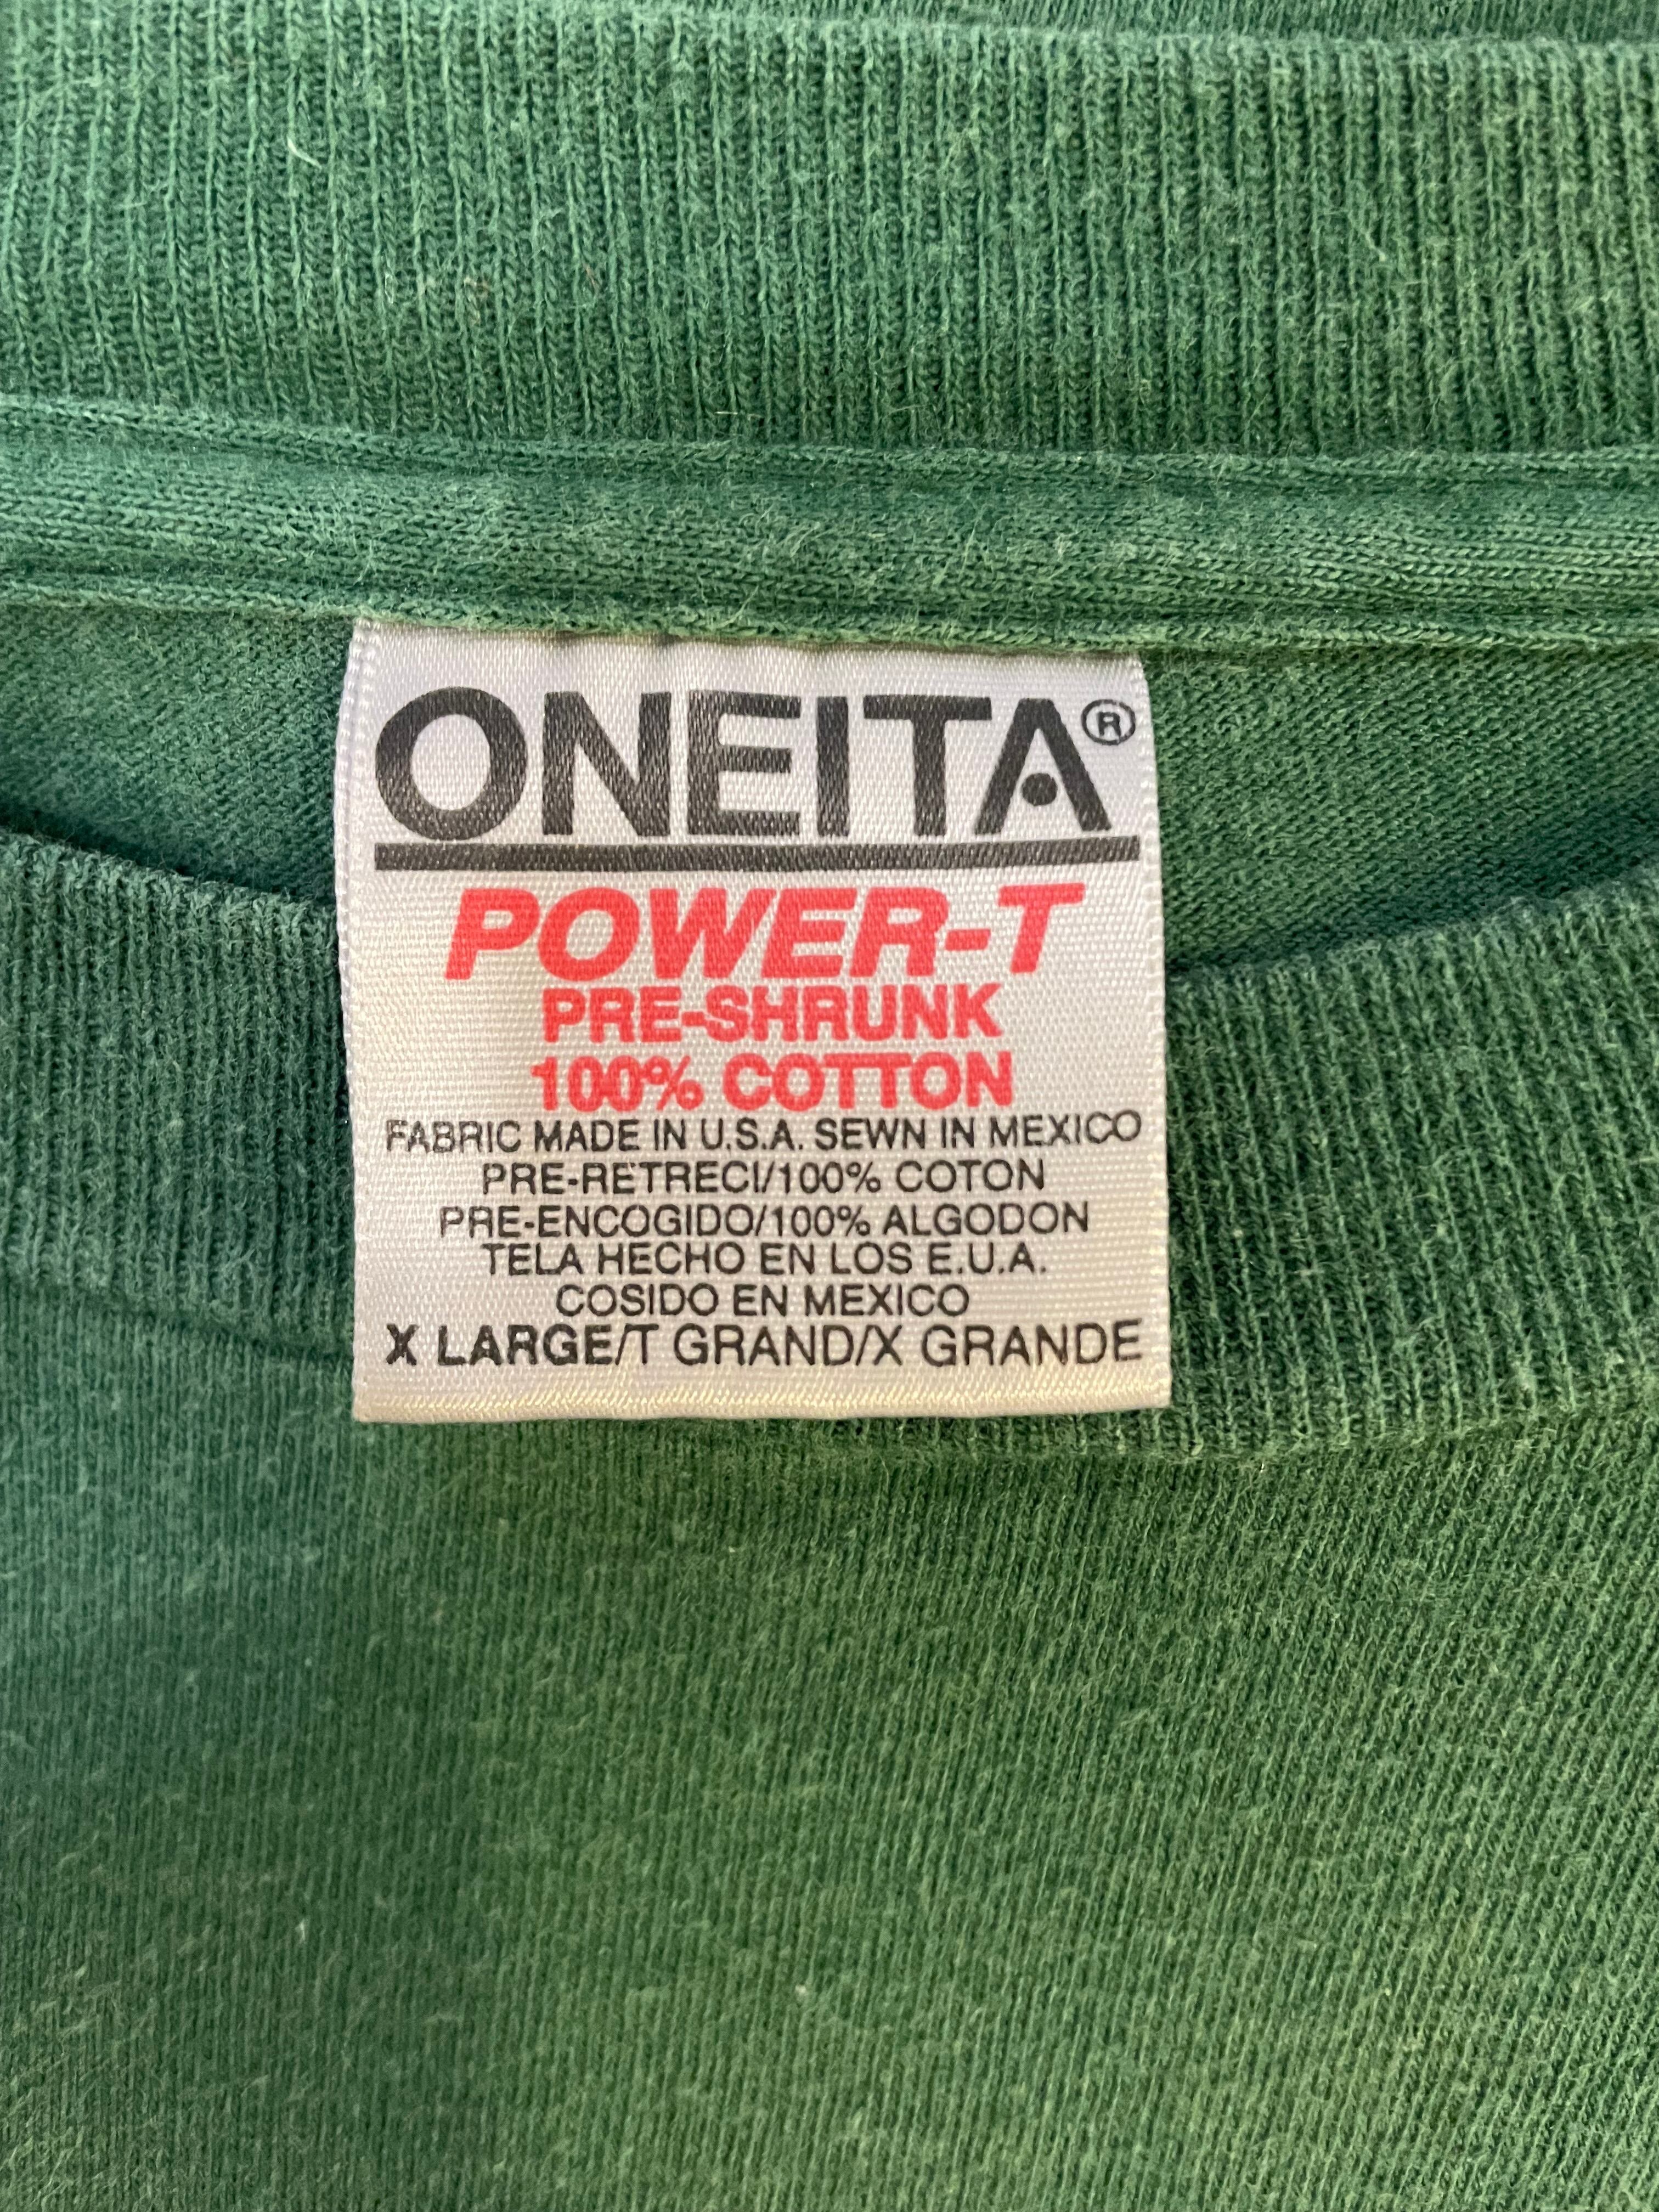 ONEITA®
POWER-T
PRE-SHRUNK
100% COTTON
FABRIC MADE IN U.S.A. SEWN IN MEXICO
PRE-RETRECI/100% COTON
PRE-ENCOGIDO/100% ALGODON
TELA HECHO EN LOS E.U.A.
COSIDO EN MEXICO
X LARGE/T GRAND/X GRANDE